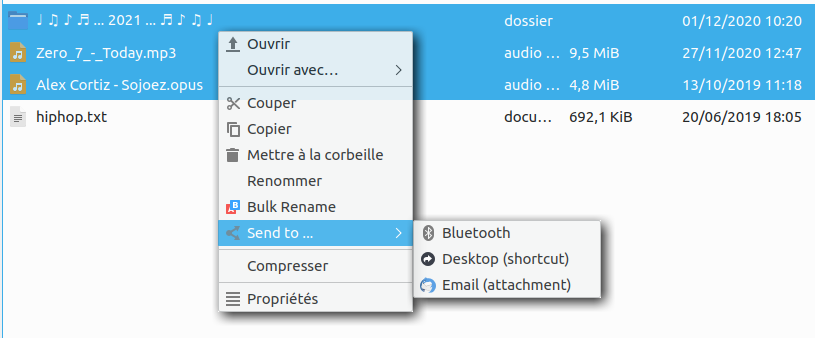 ♩ ♫ ♪ ♬ ... 2021 ... ♬ ♪ ♫ ♩ dossier 01/12/2020 10:20
Zero_7_-_Today.mp3 audio ... 9,5 MiB 27/11/2020 12:47
Alex Cortiz - Sojoez.opus audio ... 4,8 MiB 13/10/2019 11:18
hiphop.txt docu... 692,1 KiB 20/06/2019 18:05
Ouvrir
Ouvrir avec...
Couper
Copier
Mettre à la corbeille
Renommer
Bulk Rename
Send to ...
Compresser
Propriétés
Bluetooth
Desktop (shortcut)
Email (attachment)